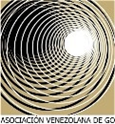 ASOCIACIÓN VENEZOLANA DE GO